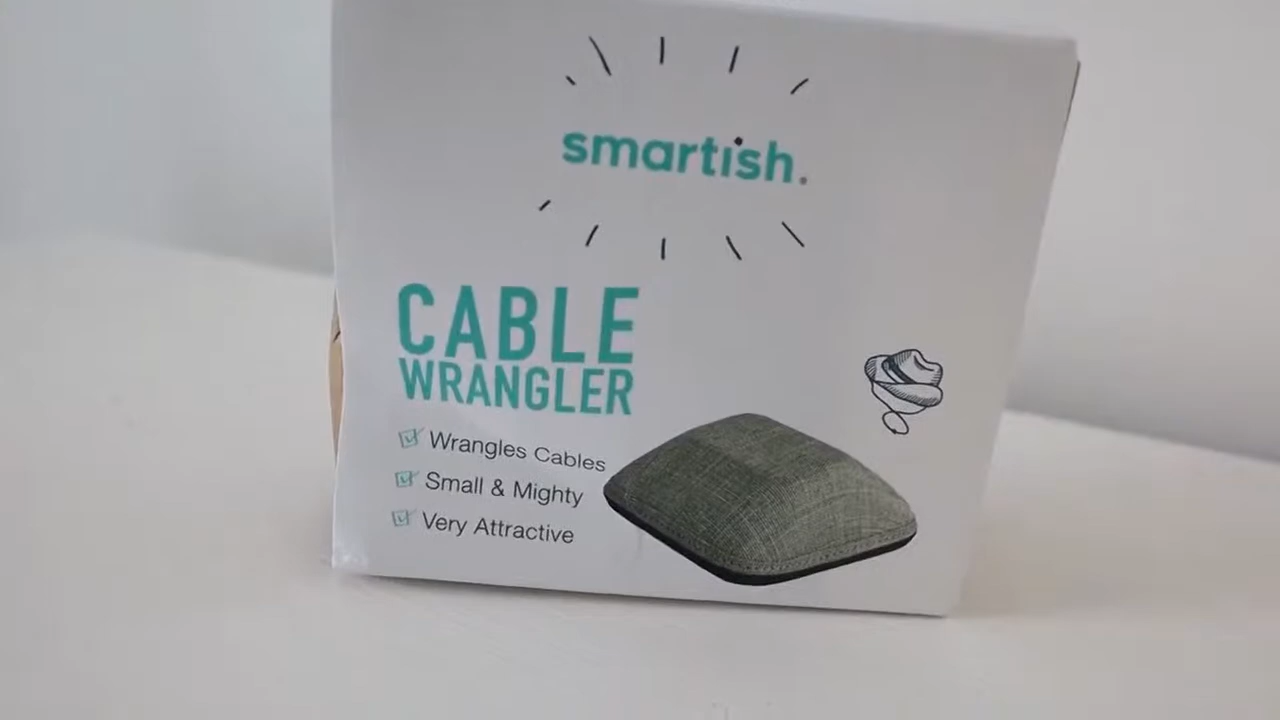 smartish.
CABLE
WRANGLER
Wrangles Cables
Small & Mighty
Very Attractive